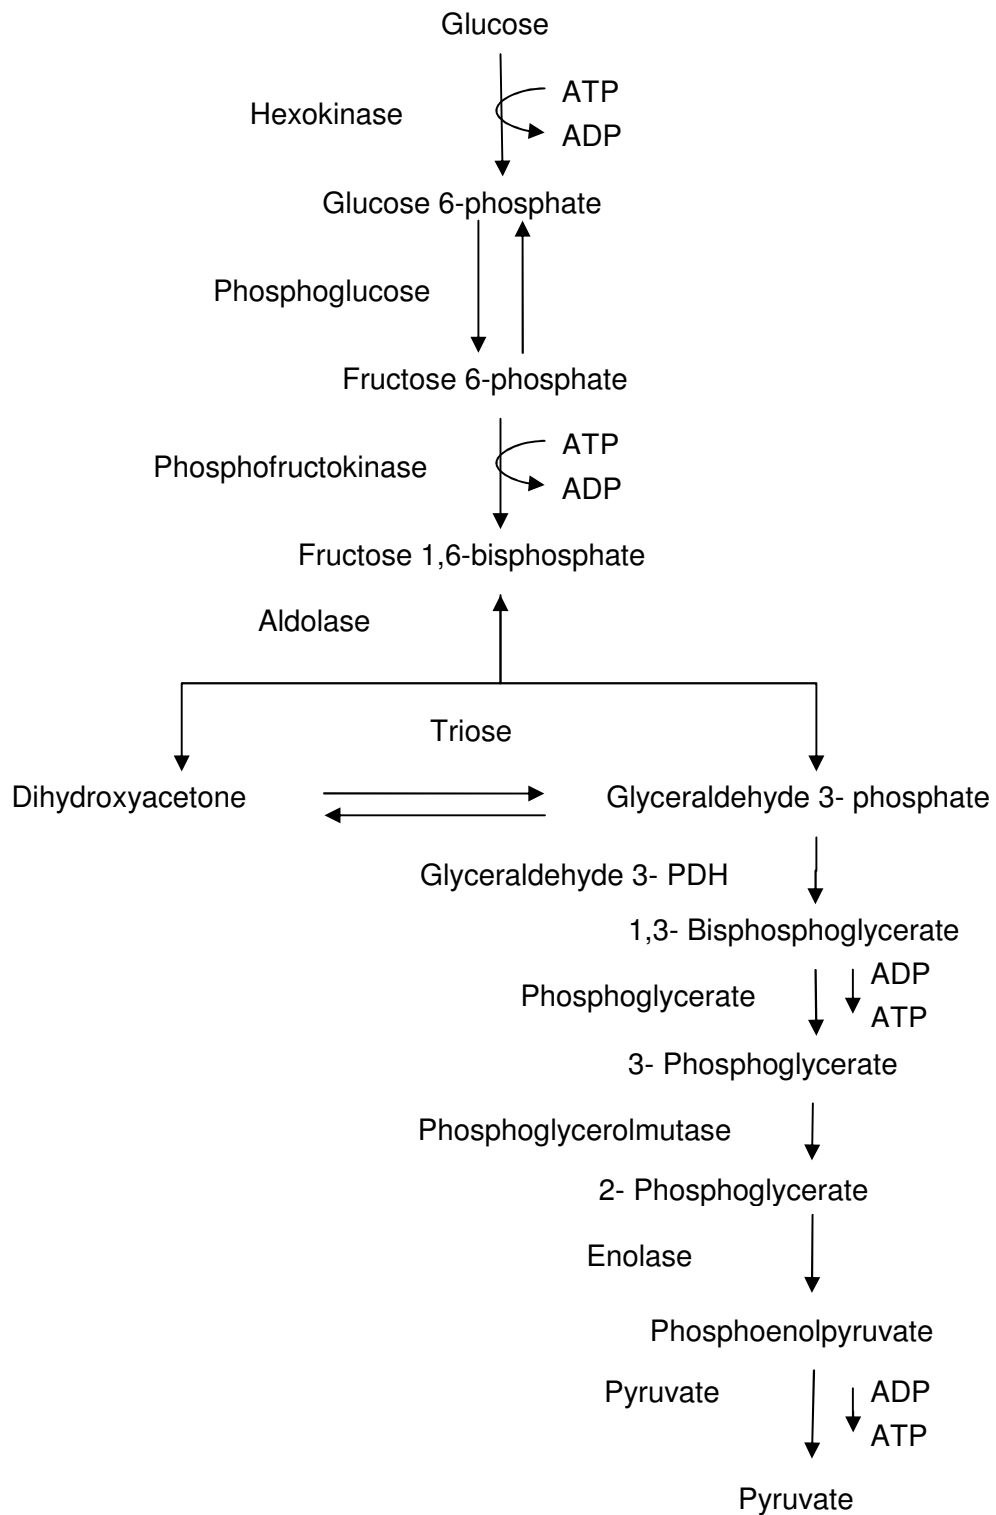 Glucose
ATP
Hexokinase
ADP
Glucose 6-phosphate
Phosphoglucose
Fructose 6-phosphate
ATP
Phosphofructokinase
ADP
Fructose 1,6-bisphosphate
Aldolase
Triose
Dihydroxyacetone
Glyceraldehyde 3- phosphate
Glyceraldehyde 3- PDH
1,3- Bisphosphoglycerate
ADP
Phosphoglycerate
ATP
3- Phosphoglycerate
Phosphoglycerolmutase
2- Phosphoglycerate
Enolase
Phosphoenolpyruvate
Pyruvate
ADP
ATP
Pyruvate